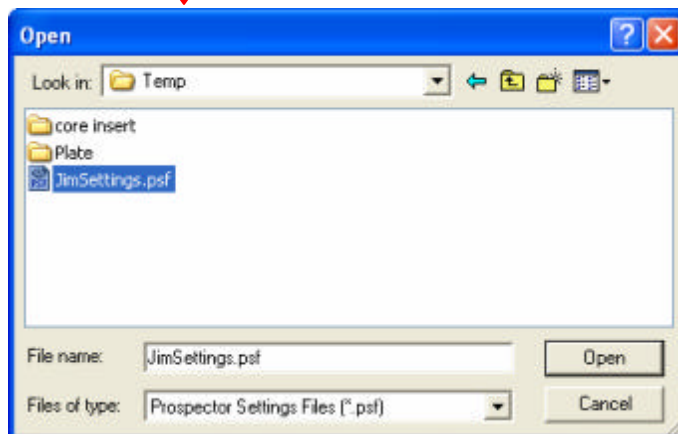 Open
Look in: Temp
core insert
Plate
JimSettings.psf
File name: JimSettings.psf Open
Files of type: Prospector Settings Files (*.psf) Cancel